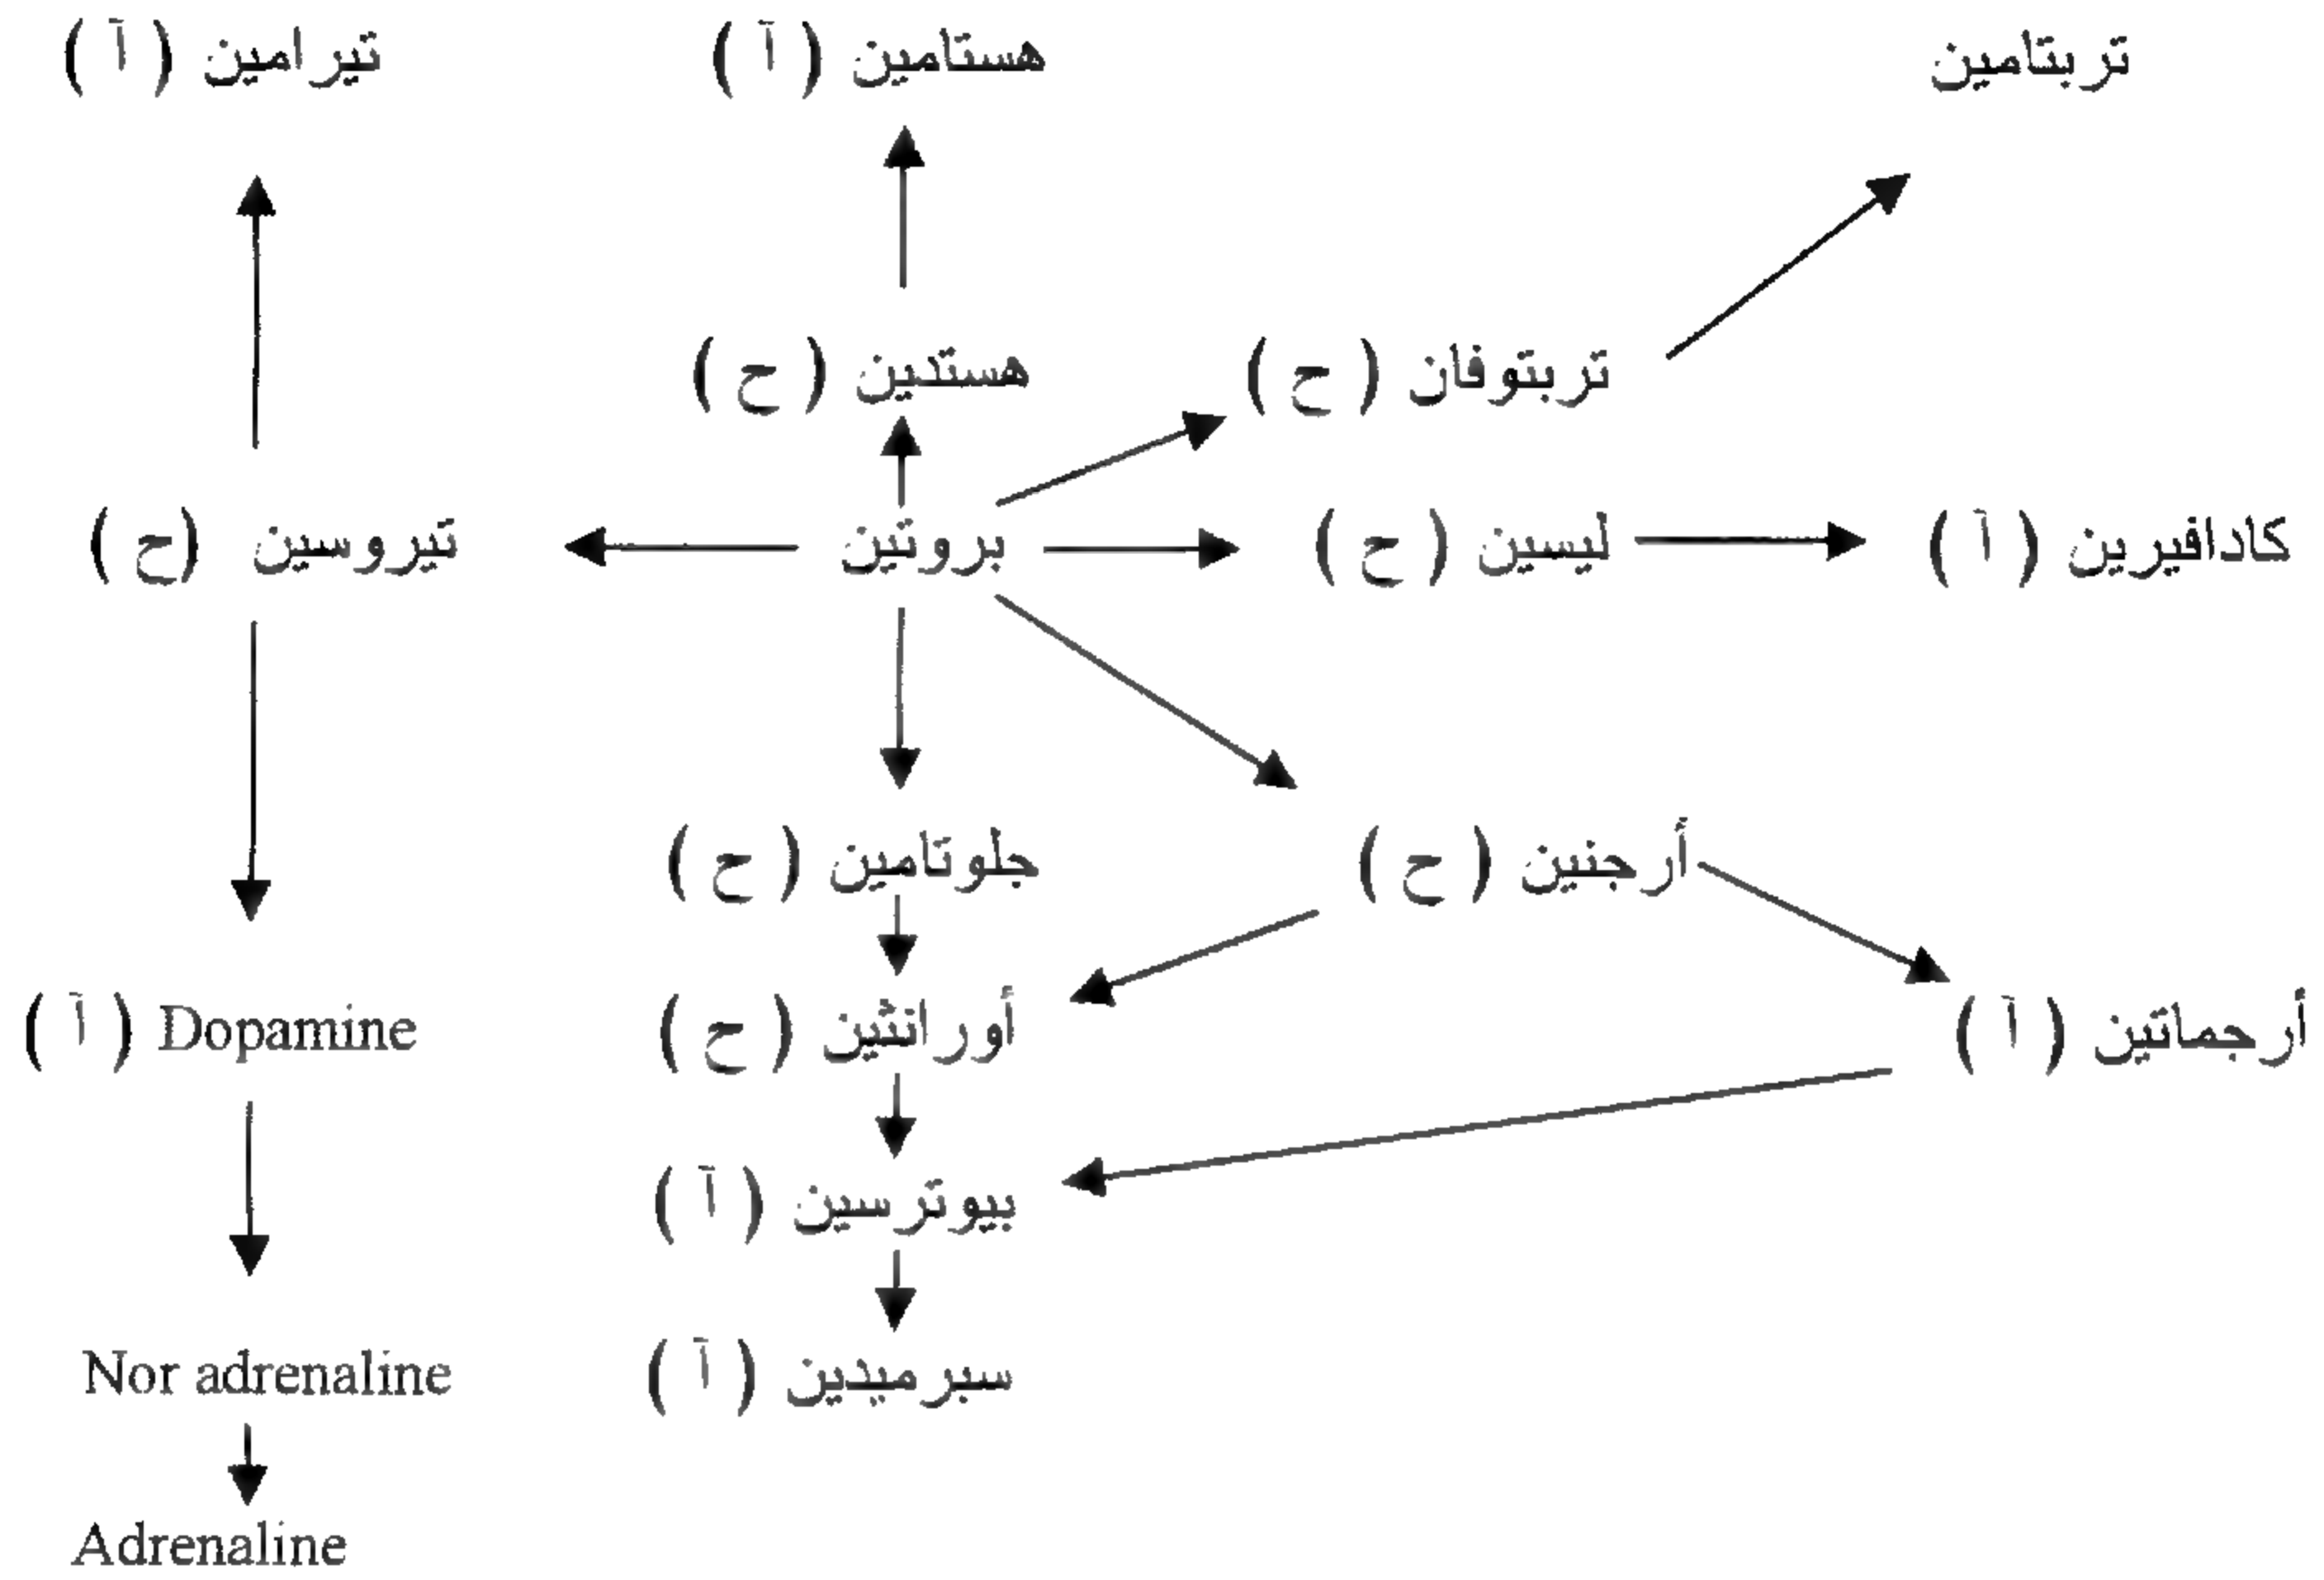 تربتامين هستامين ( آ ) تيرامين ( آ )
تربتوفان ( ح ) هستدين ( ح )
كادافيرين ( آ ) ليسين ( ح ) بروتين تيروسين (ح )
أرجنين ( ح ) جلوتامين ( ح )
أرجماتين ( آ ) أورانثين ( ح ) Dopamine ( آ )
بيوترسين ( آ )
سبرميدين ( آ ) Nor adrenaline
Adrenaline